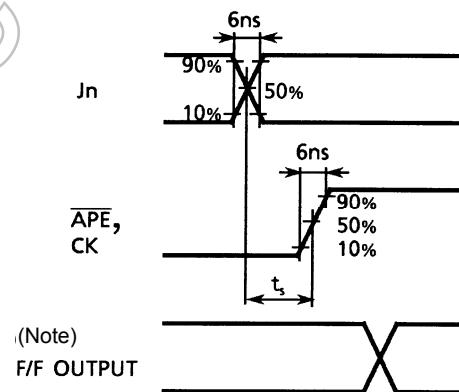 6ns
90%
Jn
50%
10%
6ns
90%
APE,
50%
CK
10%
ts
(Note)
F/F OUTPUT